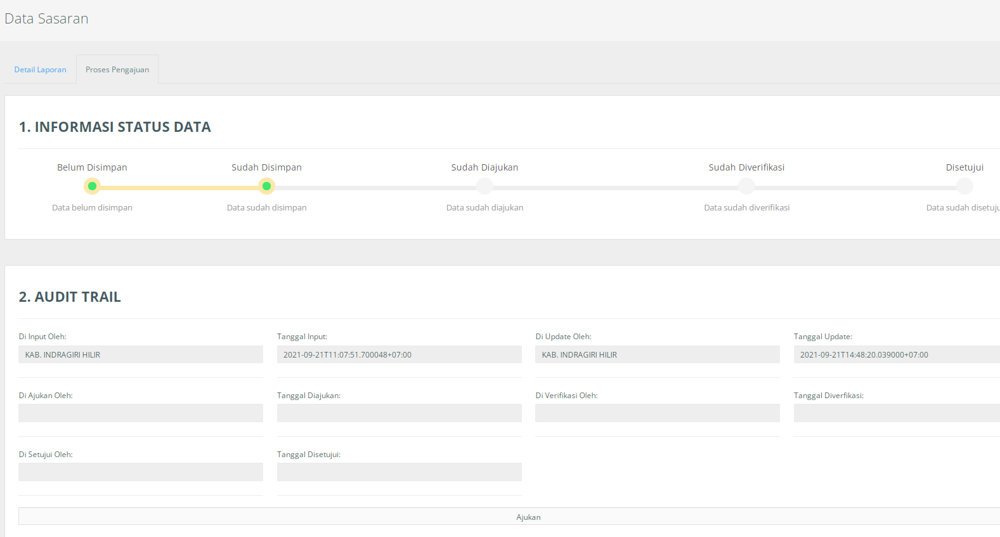 Data Sasaran
Detail Laporan
Proses Pengajuan
1. INFORMASI STATUS DATA
Belum Disimpan
Sudah Disimpan
Sudah Diajukan
Sudah Diverifikasi
Disetujui
Data belum disimpan
Data sudah disimpan
Data sudah diajukan
Data sudah diverifikasi
Data sudah disetuju
2. AUDIT TRAIL
Di Input Oleh:
Tanggal Input:
Di Update Oleh:
Tanggal Update:
KAB. INDRAGIRI HILIR
2021-09-21T11:07:51.700048+07:00
KAB. INDRAGIRI HILIR
2021-09-21T14:48:20.039000+07:00
Di Ajukan Oleh:
Tanggal Diajukan:
Di Verifikasi Oleh:
Tanggal Diverfikasi:
Di Setujui Oleh:
Tanggal Disetujui:
Ajukan